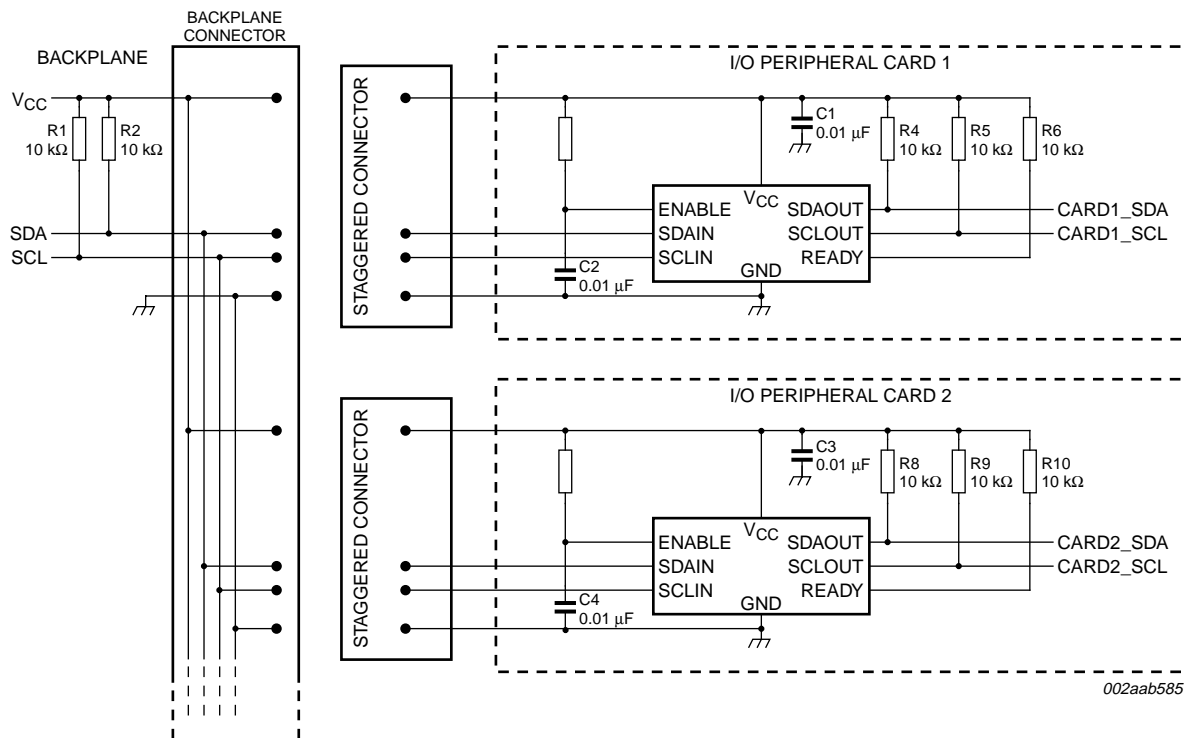 BACKPLANE
CONNECTOR
BACKPLANE
VCC
R1
10 kΩ
R2
10 kΩ
SDA
SCL
STAGGERED CONNECTOR
I/O PERIPHERAL CARD 1
C1
0.01 μF
R4
10 kΩ
R5
10 kΩ
R6
10 kΩ
ENABLE
SDAIN
SCLIN
VCC
SDAOUT
SCLOUT
READY
GND
CARD1_SDA
CARD1_SCL
C2
0.01 μF
STAGGERED CONNECTOR
I/O PERIPHERAL CARD 2
C3
0.01 μF
R8
10 kΩ
R9
10 kΩ
R10
10 kΩ
ENABLE
SDAIN
SCLIN
VCC
SDAOUT
SCLOUT
READY
GND
CARD2_SDA
CARD2_SCL
C4
0.01 μF
002aab585